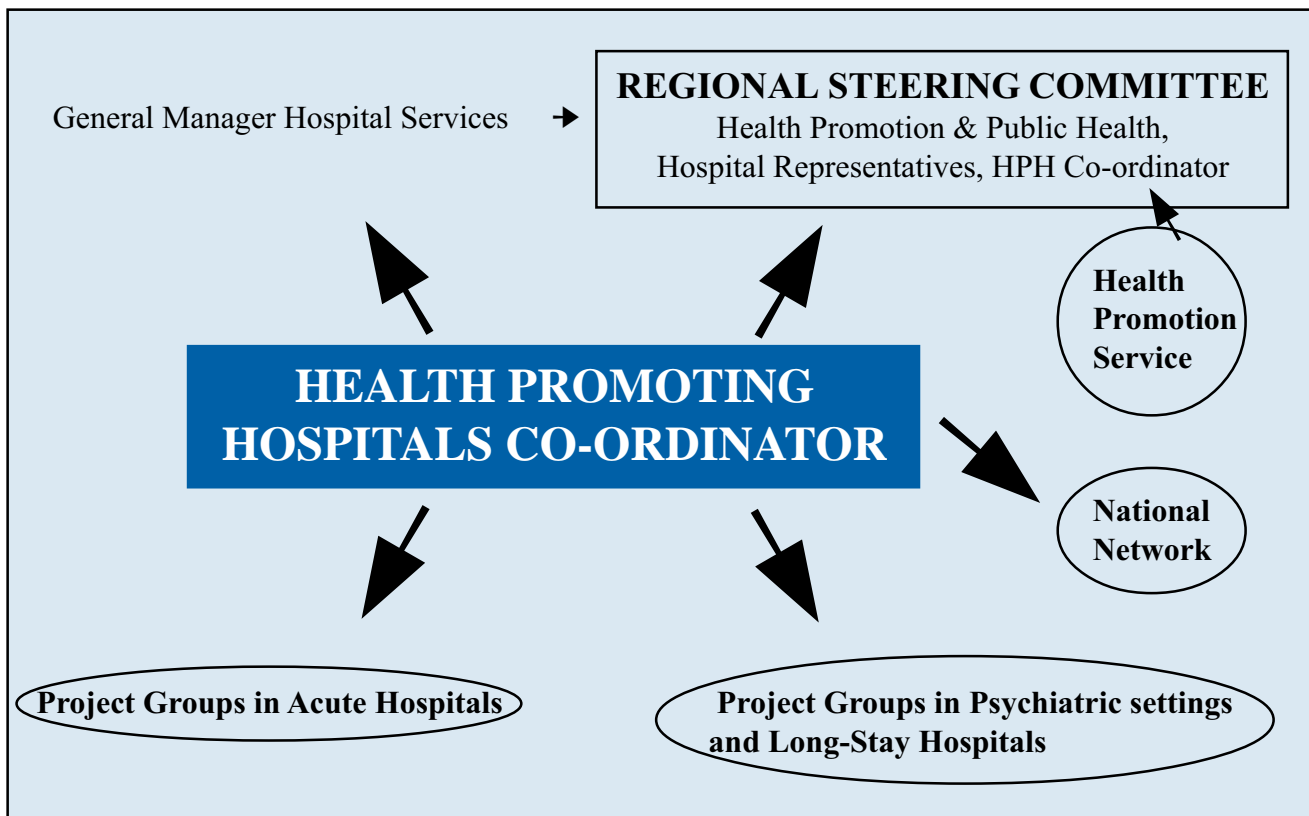 General Manager Hospital Services
REGIONAL STEERING COMMITTEE
Health Promotion & Public Health,
Hospital Representatives, HPH Co-ordinator
Health
Promotion
Service
HEALTH PROMOTING
HOSPITALS CO-ORDINATOR
National
Network
Project Groups in Acute Hospitals
Project Groups in Psychiatric settings
and Long-Stay Hospitals